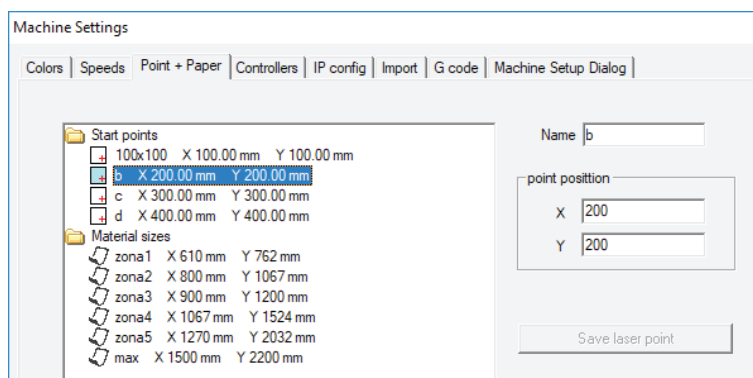 Machine Settings
Colors Speeds Point + Paper Controllers IP config Import G code Machine Setup Dialog
Start points
100x100 X 100.00 mm Y 100.00 mm
b X 200.00 mm Y 200.00 mm
c X 300.00 mm Y 300.00 mm
d X 400.00 mm Y 400.00 mm
Material sizes
zona1 X 610 mm Y 762 mm
zona2 X 800 mm Y 1067 mm
zona3 X 900 mm Y 1200 mm
zona4 X 1067 mm Y 1524 mm
zona5 X 1270 mm Y 2032 mm
max X 1500 mm Y 2200 mm
Name b
point posittion
X 200
Y 200
Save laser point